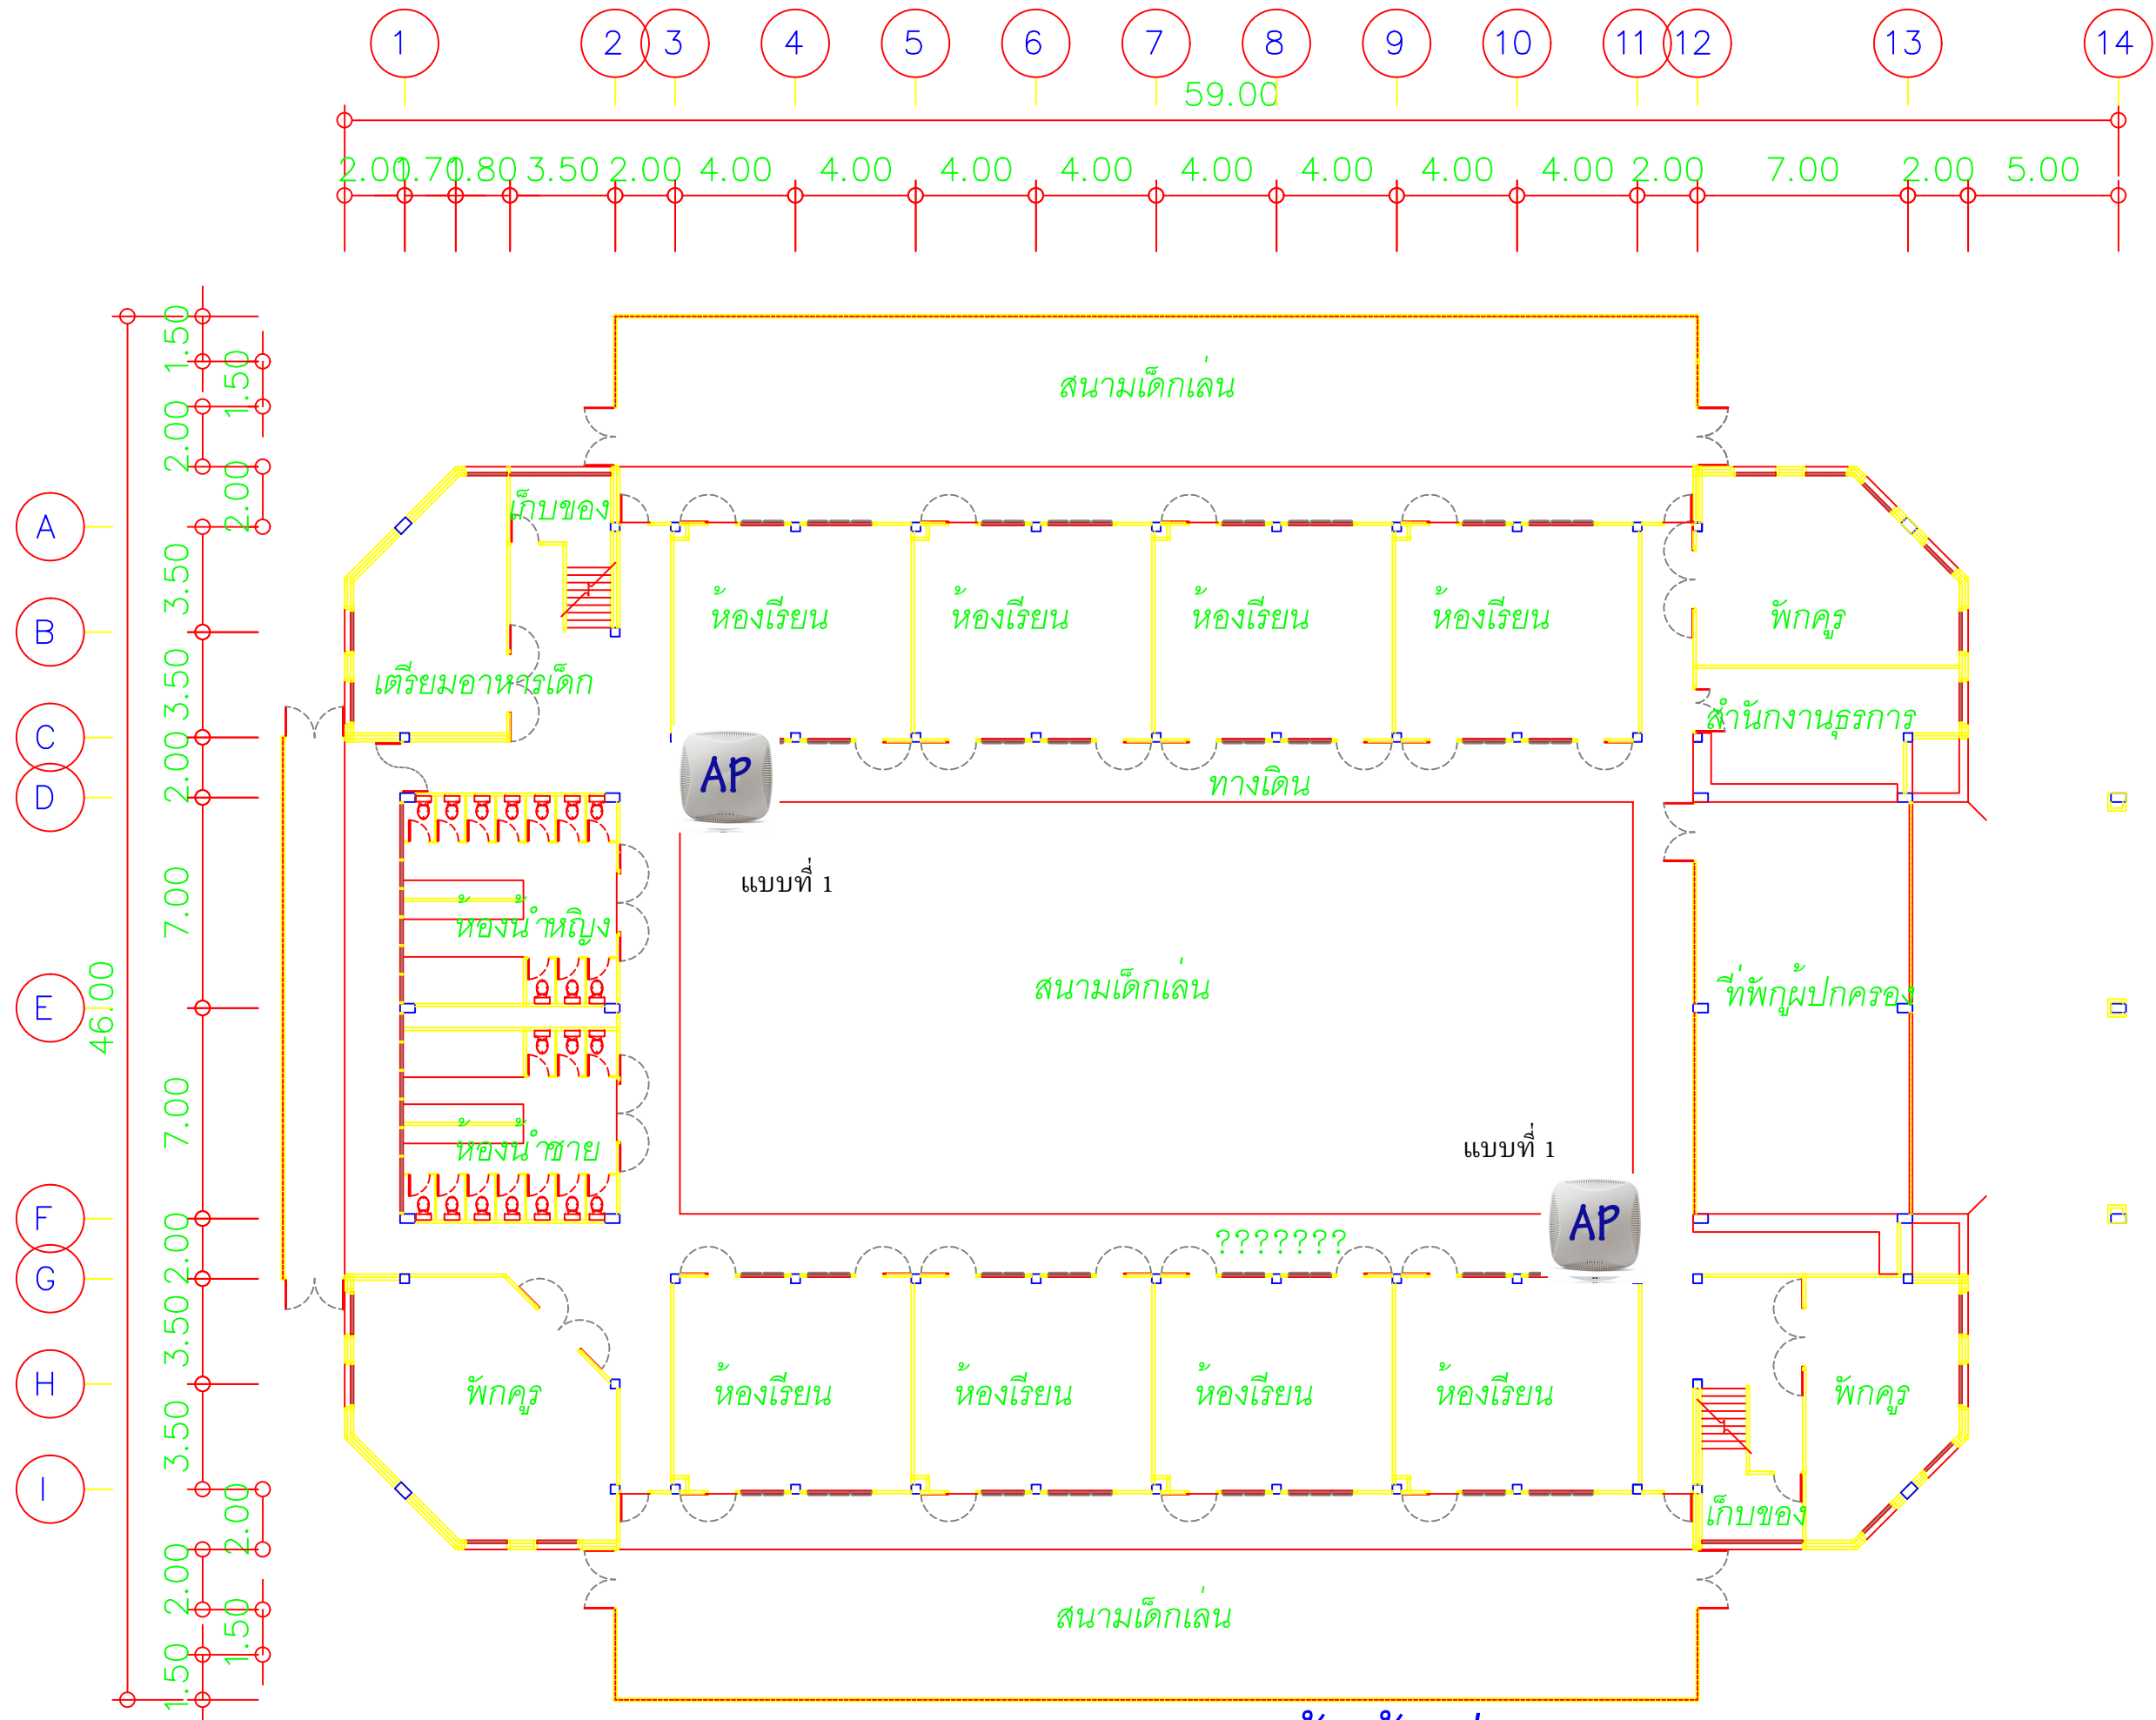 1 2 3 4 5 6 7 8 9 10 11 12 13 14
59.00
2.00 1.70 1.80 3.50 2.00 4.00 4.00 4.00 4.00 4.00 4.00 4.00 4.00 2.00 7.00 2.00 5.00
1.50
1.50
สนามเด็กเล่น
2.00
2.00
เก็บของ
A
3.50
ห้องเรียน ห้องเรียน ห้องเรียน ห้องเรียน พักครู
B
3.50
เตรียมอาหารเด็ก
สำนักงานธุรการ
C
2.00
AP
ทางเดิน
D
แบบที่ 1
7.00
ห้องน้ำหญิง
สนามเด็กเล่น
ที่พักผู้ปกครอง
E
46.00
7.00
ห้องน้ำชาย
แบบที่ 1
F
AP
2.00
???????
G
3.50
พักครู ห้องเรียน ห้องเรียน ห้องเรียน ห้องเรียน พักครู
H
3.50
I
เก็บของ
2.00
2.00
สนามเด็กเล่น
1.50
1.50